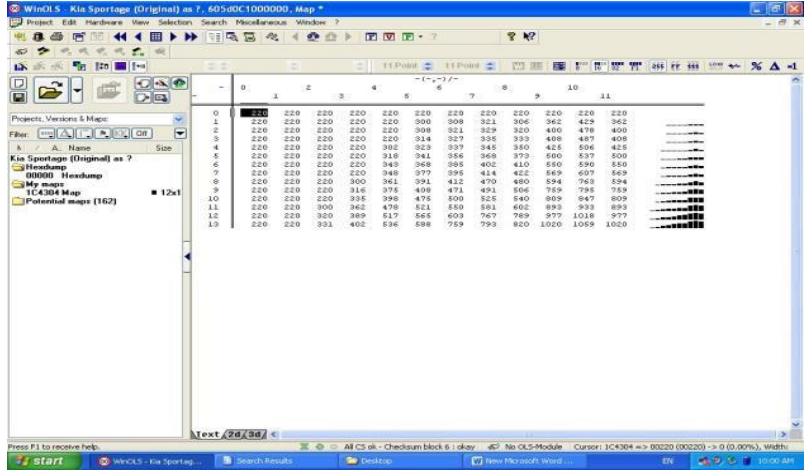 WinOLS - Kia Sportage (Original) as ?, 605d0C1000000, Map *
Project Edit Hardware View Selection Search Miscellaneous Window ?
11 Point 11 Point
255 FF
% Δ -1
Projects, Versions & Maps:
Filter: Off
A. Name Size
Kia Sportage (Original) as ?
Hexdump
00000 Hexdump
My maps
1C4304 Map 12x1
Potential maps (162)
-(-,-)/-
0 2 4 6 8 10
1 3 5 7 9 11
0 220 220 220 220 220 220 220 220 220 220 220 220
1 220 220 220 220 220 300 308 321 306 362 429 362
2 220 220 220 220 220 308 321 329 320 400 478 400
3 220 220 220 220 220 314 327 335 333 408 487 408
4 220 220 220 220 302 323 337 345 350 425 506 425
5 220 220 220 220 318 341 356 368 373 500 537 500
6 220 220 220 220 343 368 385 402 410 550 590 550
7 220 220 220 220 348 377 395 414 422 569 607 569
8 220 220 220 300 361 391 412 470 480 594 763 594
9 220 220 220 316 375 408 471 491 506 759 795 759
10 220 220 220 335 398 475 500 525 540 809 847 809
11 220 220 300 362 478 521 550 581 602 893 933 893
12 220 220 320 389 517 565 603 767 789 977 1018 977
13 220 220 331 402 536 588 759 793 820 1020 1059 1020
Text 2d 3d
Press F1 to receive help. All CS ok - Checksum block 6 : okay No OLS-Module Cursor: 1C4304 => 00220 (00220) -> 0 (0.00%), Width:
start WinOLS - Kia Sportag... Search Results Desktop New Microsoft Word ... EN 10:00 AM